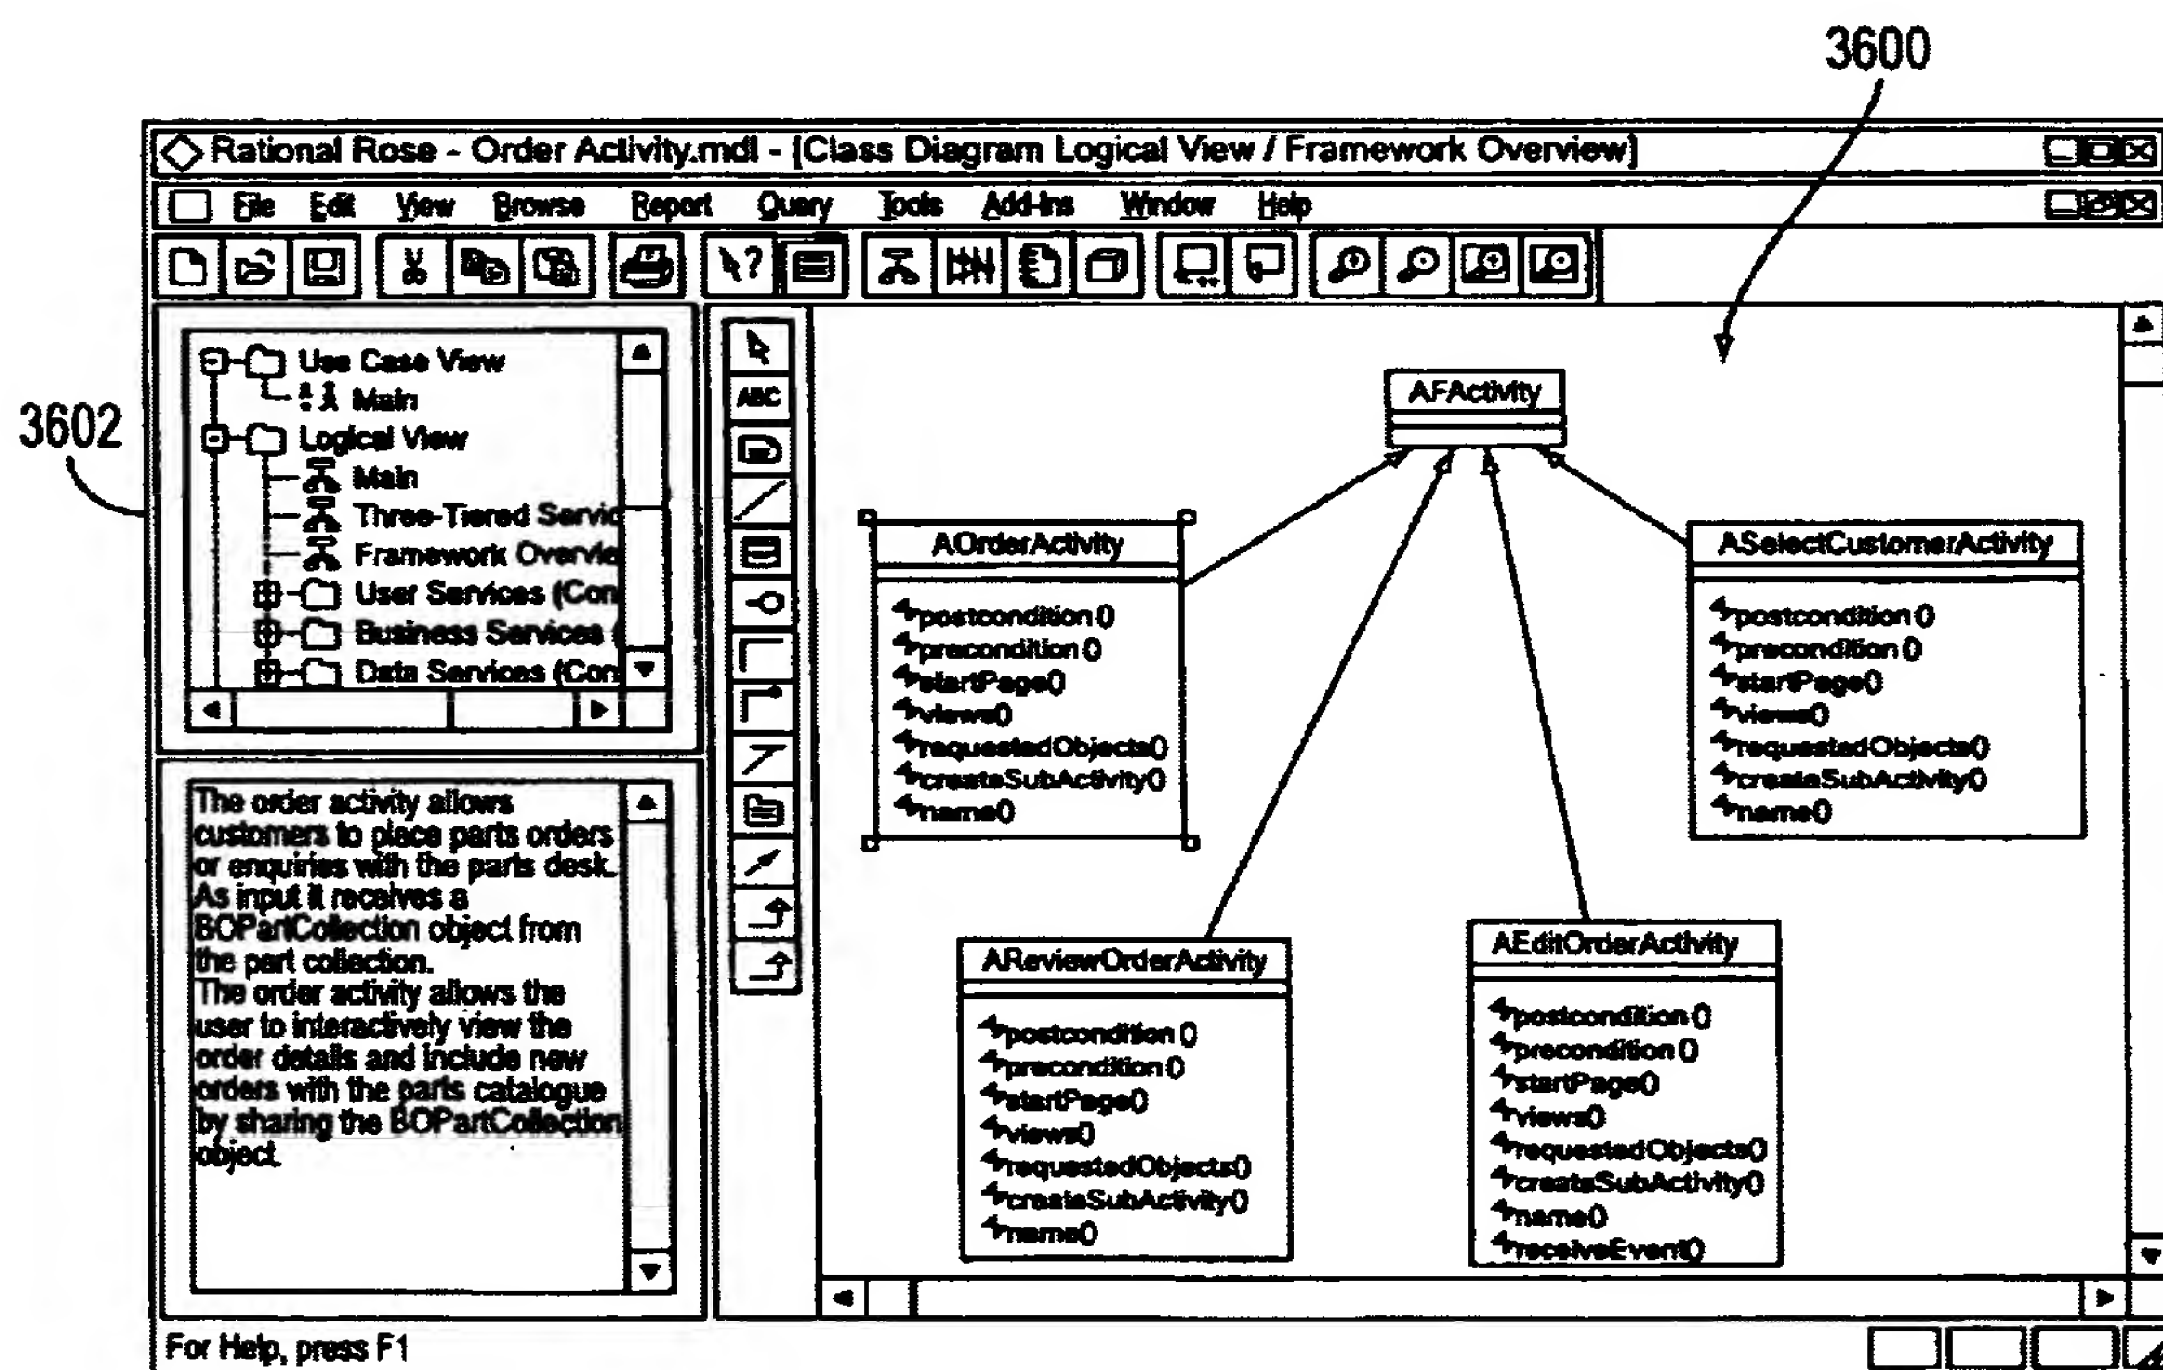 3600
Rational Rose - Order Activity.mdl - [Class Diagram Logical View / Framework Overview]
File Edit View Browse Report Query Tools Add-Ins Window Help
3602
Use Case View
Main
Logical View
Main
Three-Tiered Servic
Framework Overvie
User Services (Con
Business Services (
Data Services (Con
The order activity allows
customers to place parts orders
or enquiries with the parts desk.
As input it receives a
BOPartCollection object from
the part collection.
The order activity allows the
user to interactively view the
order details and include new
orders with the parts catalogue
by sharing the BOPartCollection
object.
ABC
AFActivity
AOrderActivity
postcondition ()
precondition ()
startPage()
views()
requestedObjects()
createSubActivity()
name()
ASelectCustomerActivity
postcondition ()
precondition ()
startPage()
views()
requestedObjects()
createSubActivity()
name()
AReviewOrderActivity
postcondition ()
precondition ()
startPage()
views()
requestedObjects()
createSubActivity()
name()
AEditOrderActivity
postcondition ()
precondition ()
startPage()
views()
requestedObjects()
createSubActivity()
name()
receiveEvent()
For Help, press F1